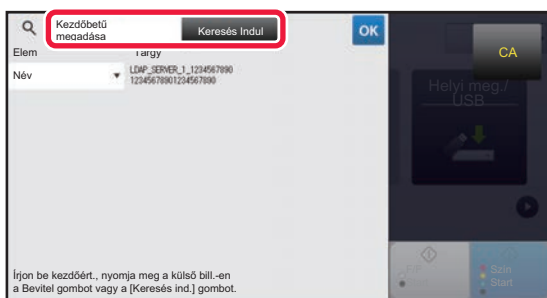 Kezdőbetű
megadása
Keresés Indul
OK
CA
Elem
Tárgy
Név
LDAP_SERVER_1_1234567890
12345678901234567890
Helyi meg./
USB
Írjon be kezdőért., nyomja meg a külső bill.-en
a Bevitel gombot vagy a [Keresés ind.] gombot.
Szín
Start